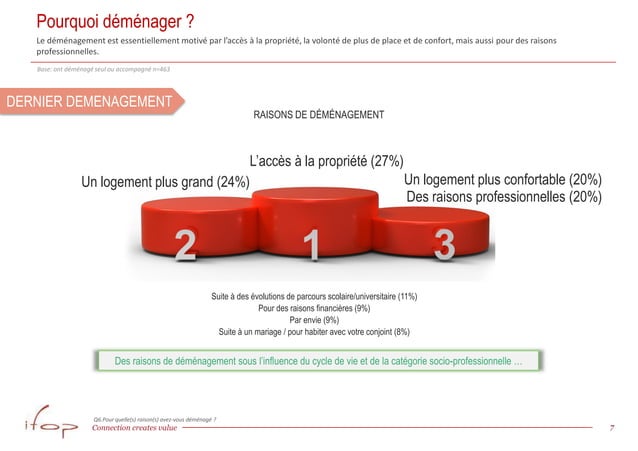 Pourquoi déménager ?
Le déménagement est essentiellement motivé par l'accès à la propriété, la volonté de plus de place et de confort, mais aussi pour des raisons
professionnelles.
Base: ont déménagé seul ou accompagné n=463
DERNIER DEMENAGEMENT
RAISONS DE DÉMÉNAGEMENT
L'accès à la propriété (27%)
Un logement plus grand (24%)
Un logement plus confortable (20%)
Des raisons professionnelles (20%)
2
1
3
Suite à des évolutions de parcours scolaire/universitaire (11%)
Pour des raisons financières (9%)
Par envie (9%)
Suite à un mariage / pour habiter avec votre conjoint (8%)
Des raisons de déménagement sous l'influence du cycle de vie et de la catégorie socio-professionnelle …
Q6.Pour quelle(s) raison(s) avez-vous déménagé ?
ifop
Connection creates value
7